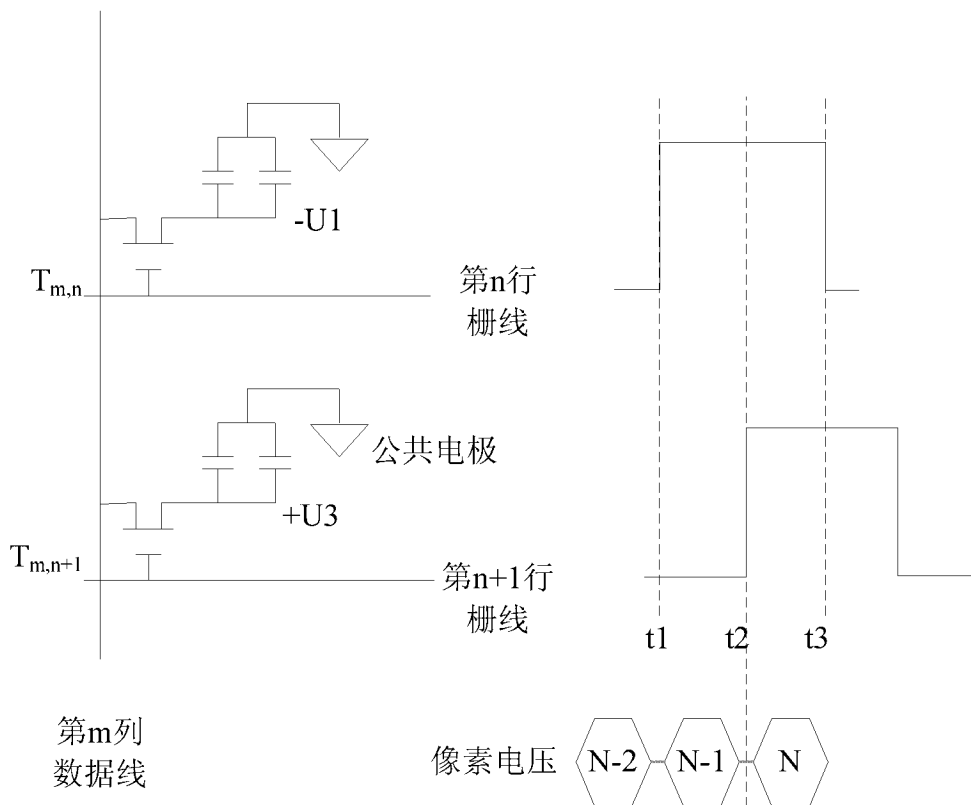 -U1
Tm,n
第n行
栅线
公共电极
+U3
Tm,n+1
第n+1行
栅线
t1 t2 t3
第m列
数据线
像素电压 N-2 N-1 N